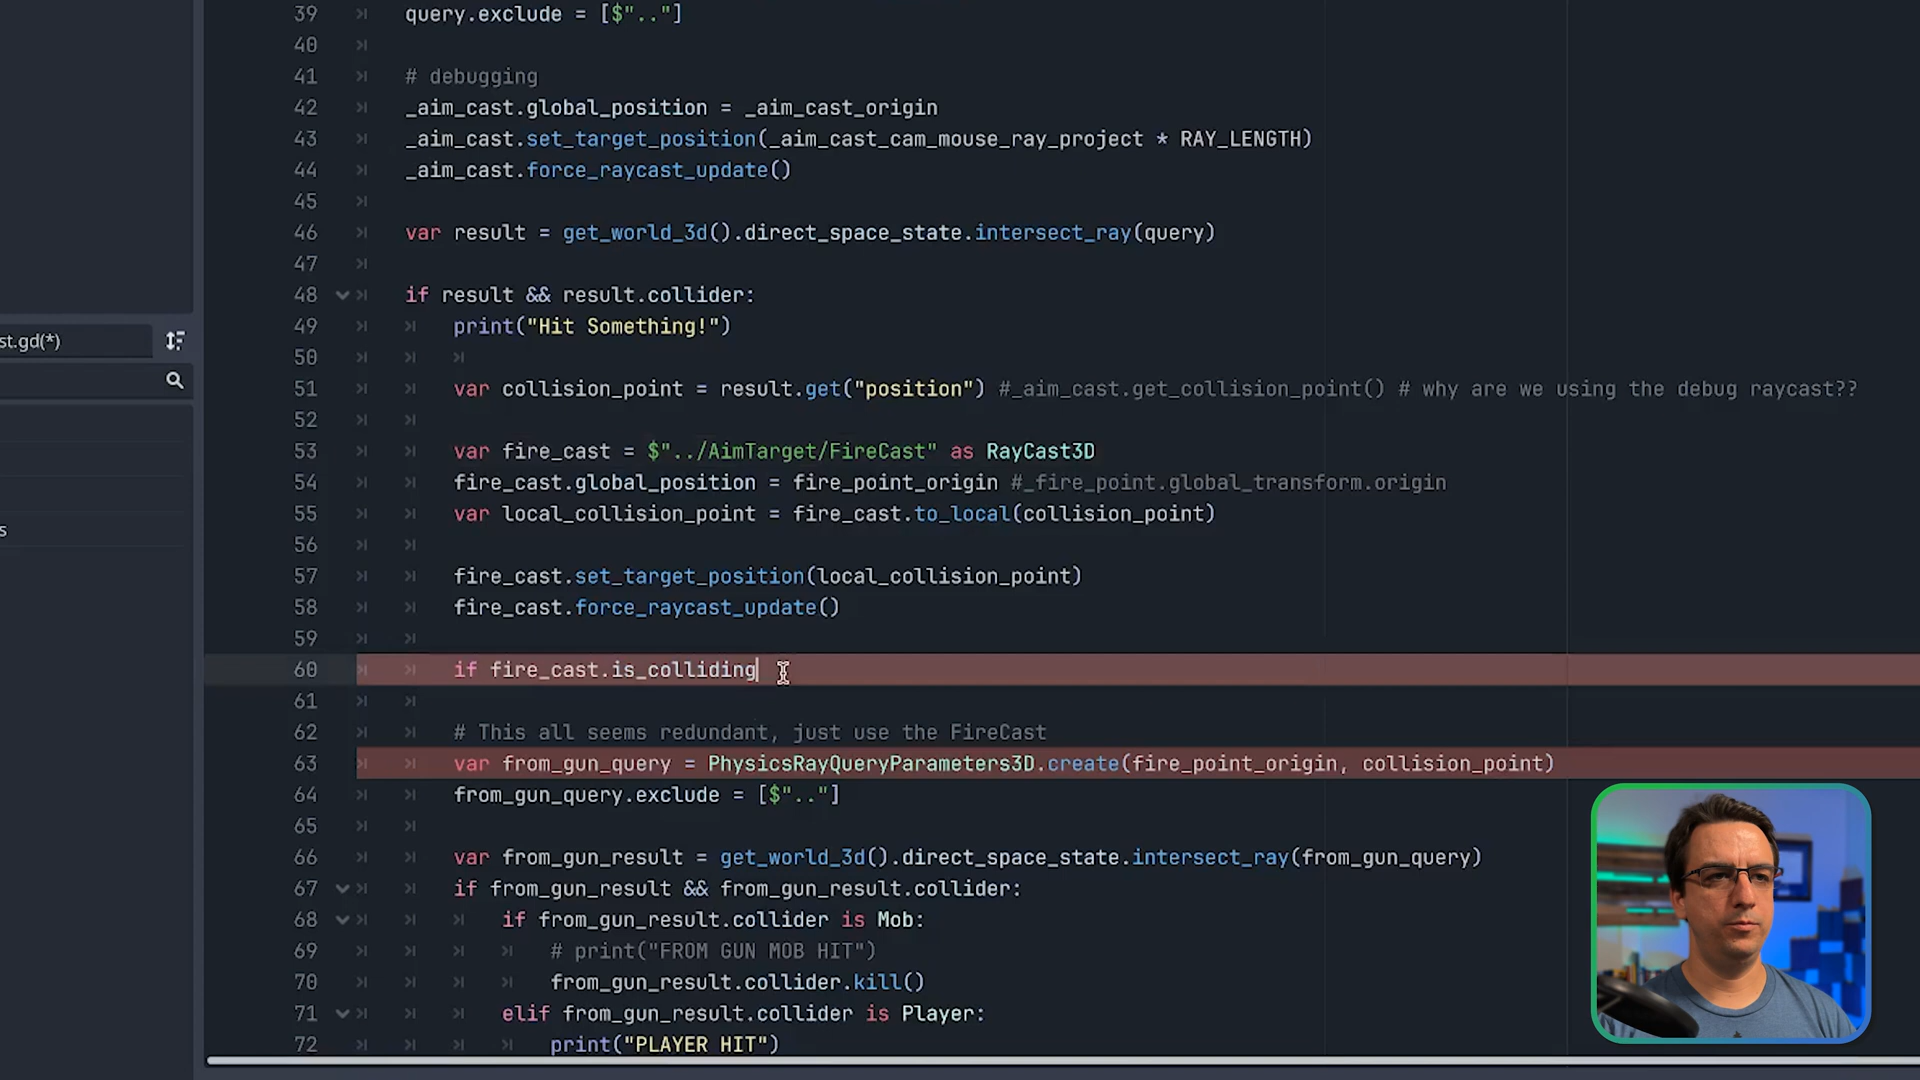 39 query.exclude = [$".."]
40
41 # debugging
42 _aim_cast.global_position = _aim_cast_origin
43 _aim_cast.set_target_position(_aim_cast_cam_mouse_ray_project * RAY_LENGTH)
44 _aim_cast.force_raycast_update()
45
46 var result = get_world_3d().direct_space_state.intersect_ray(query)
47
48 if result && result.collider:
49 print("Hit Something!")
st.gd(*)
50
51 var collision_point = result.get("position") #_aim_cast.get_collision_point() # why are we using the debug raycast??
52
53 var fire_cast = $"../AimTarget/FireCast" as RayCast3D
54 fire_cast.global_position = fire_point_origin #_fire_point.global_transform.origin
55 var local_collision_point = fire_cast.to_local(collision_point)
s
56
57 fire_cast.set_target_position(local_collision_point)
58 fire_cast.force_raycast_update()
59
60 if fire_cast.is_colliding
61
62 # This all seems redundant, just use the FireCast
63 var from_gun_query = PhysicsRayQueryParameters3D.create(fire_point_origin, collision_point)
64 from_gun_query.exclude = [$".."]
65
66 var from_gun_result = get_world_3d().direct_space_state.intersect_ray(from_gun_query)
67 if from_gun_result && from_gun_result.collider:
68 if from_gun_result.collider is Mob:
69 # print("FROM GUN MOB HIT")
70 from_gun_result.collider.kill()
71 elif from_gun_result.collider is Player:
72 print("PLAYER HIT")